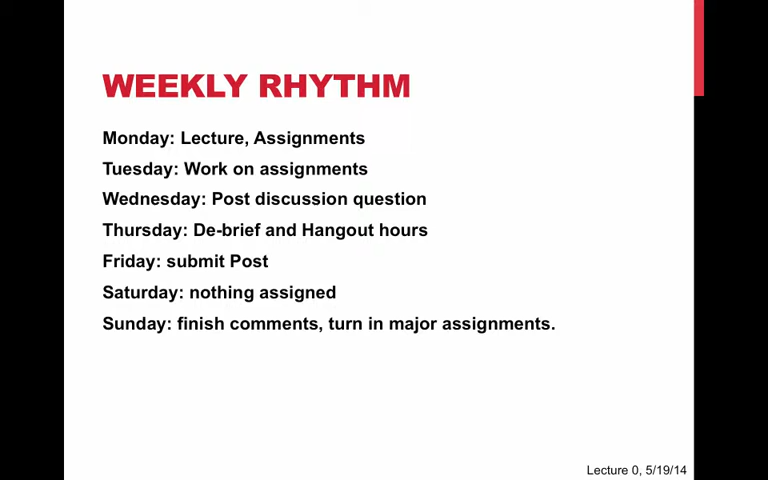 WEEKLY RHYTHM
Monday: Lecture, Assignments
Tuesday: Work on assignments
Wednesday: Post discussion question
Thursday: De-brief and Hangout hours
Friday: submit Post
Saturday: nothing assigned
Sunday: finish comments, turn in major assignments.
Lecture 0, 5/19/14